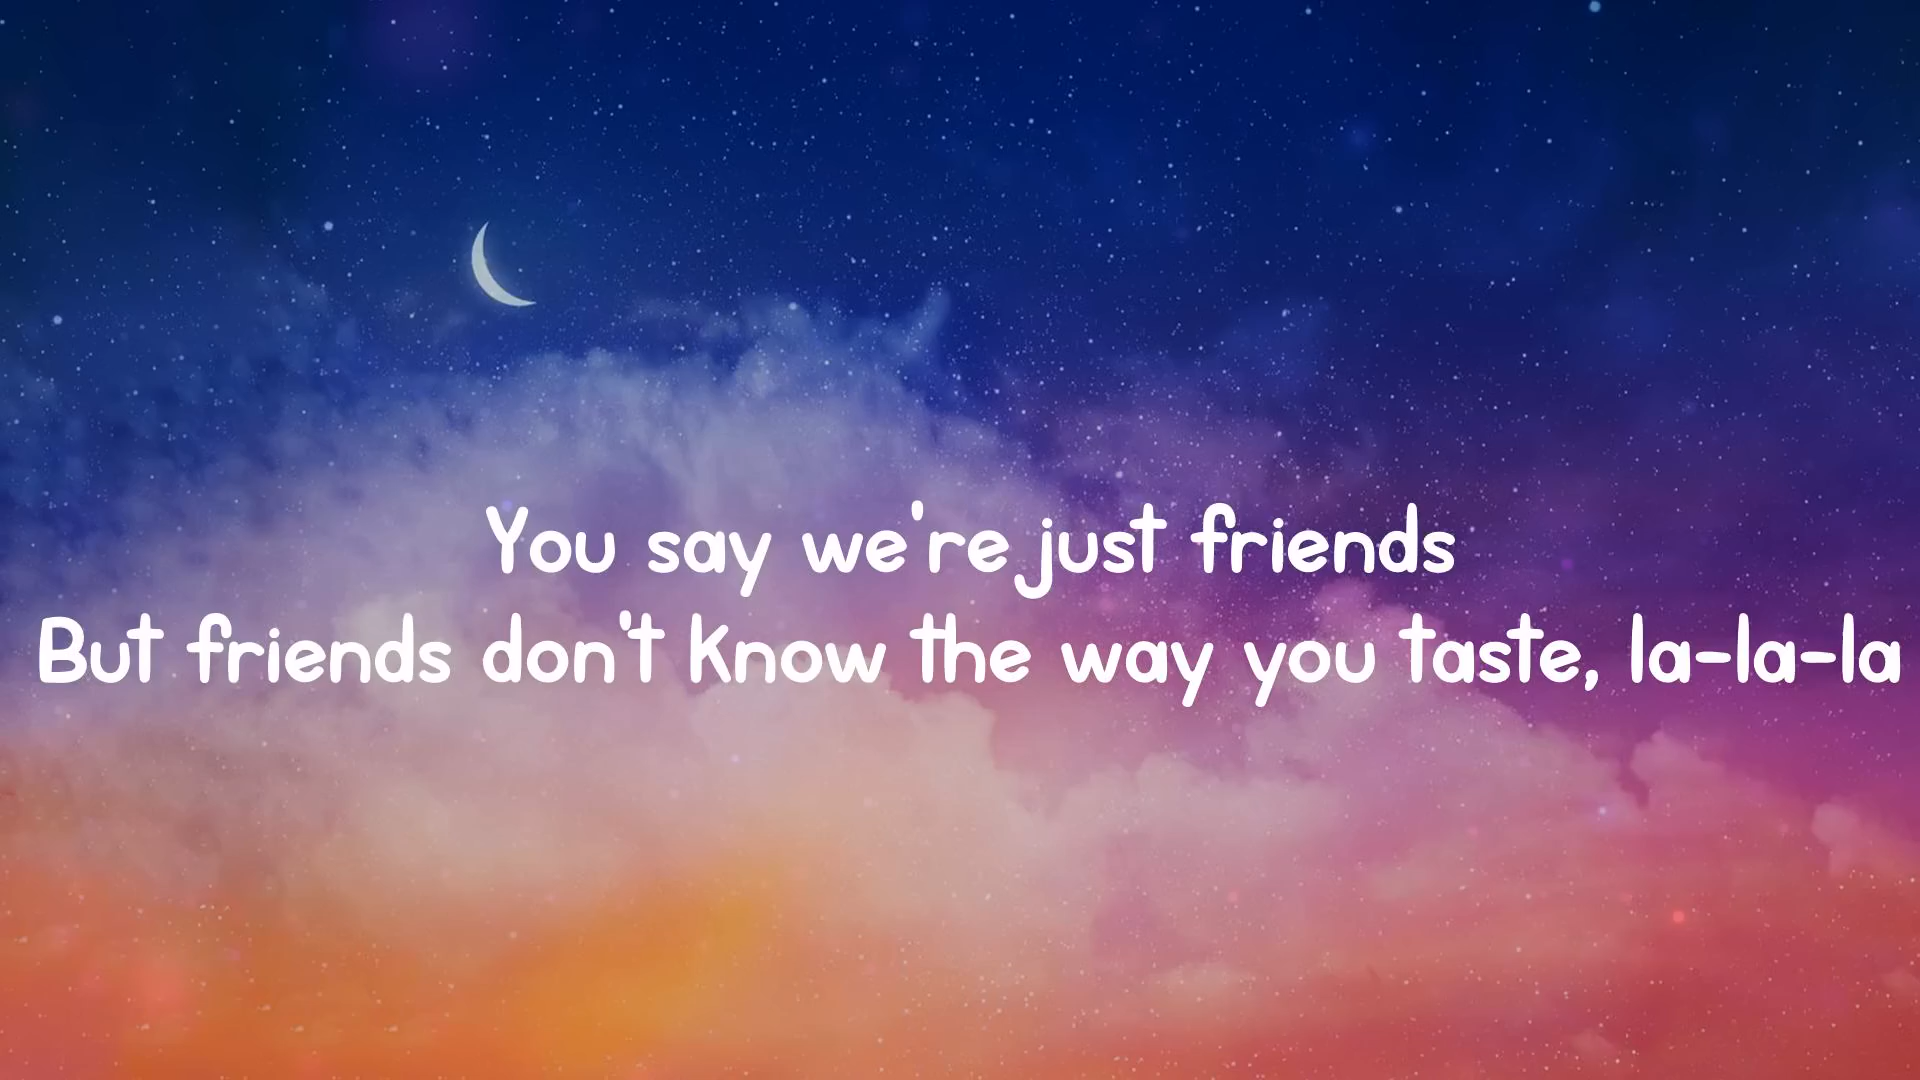 You say we're just friends
But friends don't know the way you taste, la-la-la